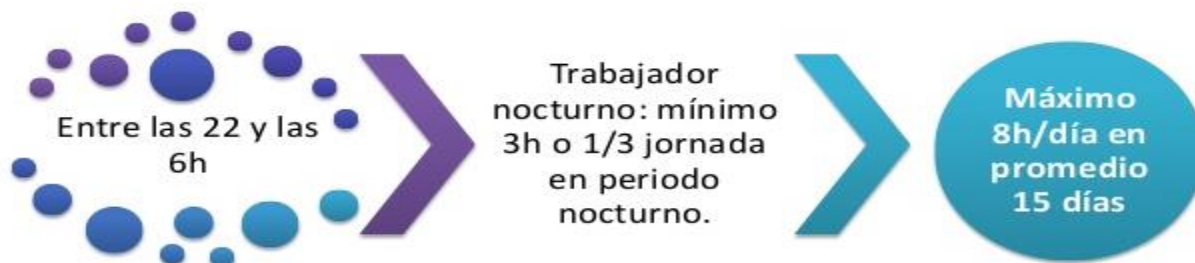 Entre las 22 y las
6h
Trabajador
nocturno: mínimo
3h o 1/3 jornada
en periodo
nocturno.
Máximo
8h/día en
promedio
15 días